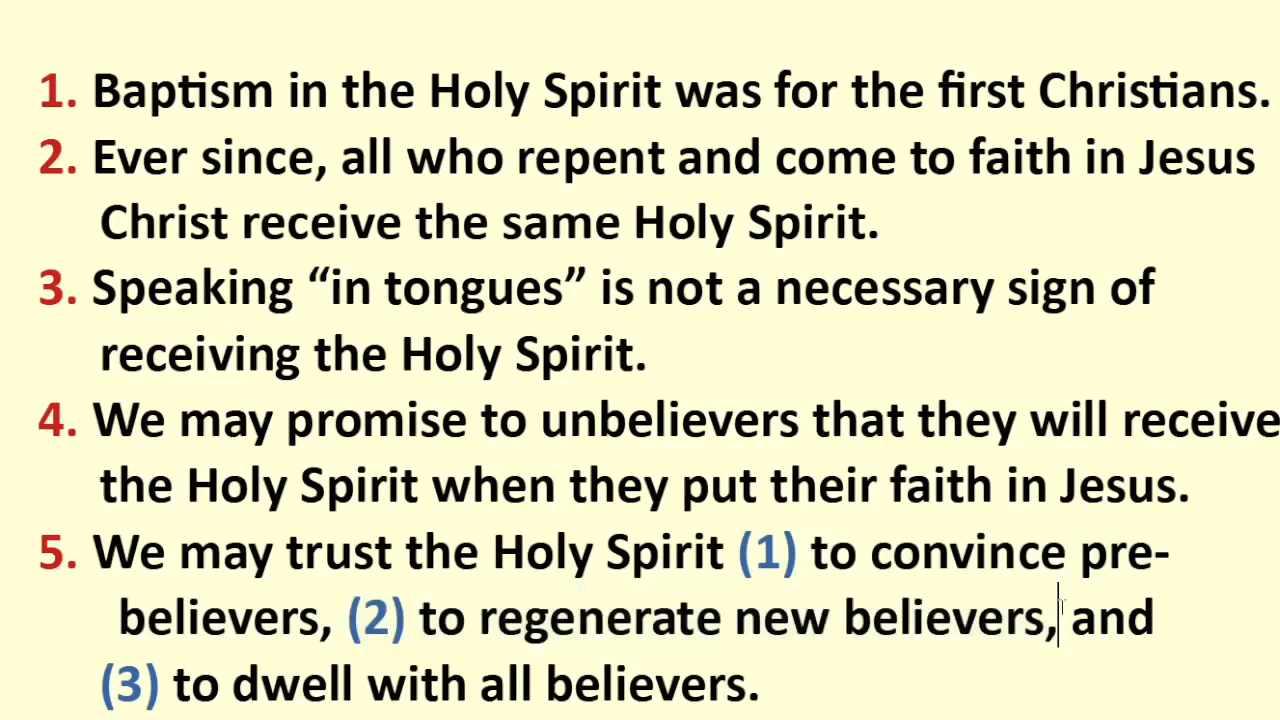 1. Baptism in the Holy Spirit was for the first Christians.
2. Ever since, all who repent and come to faith in Jesus
Christ receive the same Holy Spirit.
3. Speaking “in tongues” is not a necessary sign of
receiving the Holy Spirit.
4. We may promise to unbelievers that they will receive
the Holy Spirit when they put their faith in Jesus.
5. We may trust the Holy Spirit (1) to convince pre-
believers, (2) to regenerate new believers, and
(3) to dwell with all believers.